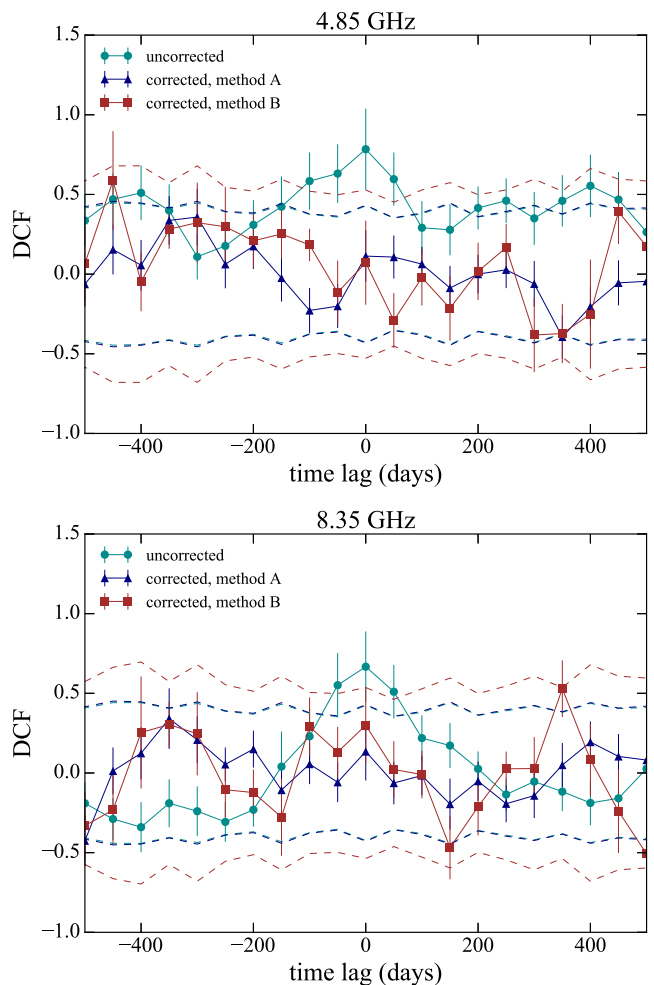 4.85 GHz
1.5
uncorrected
corrected, method A
corrected, method B
1.0
0.5
0.0
−0.5
−1.0
DCF
−400
−200
0
200
400
time lag (days)
8.35 GHz
1.5
uncorrected
corrected, method A
corrected, method B
1.0
0.5
0.0
−0.5
−1.0
DCF
−400
−200
0
200
400
time lag (days)